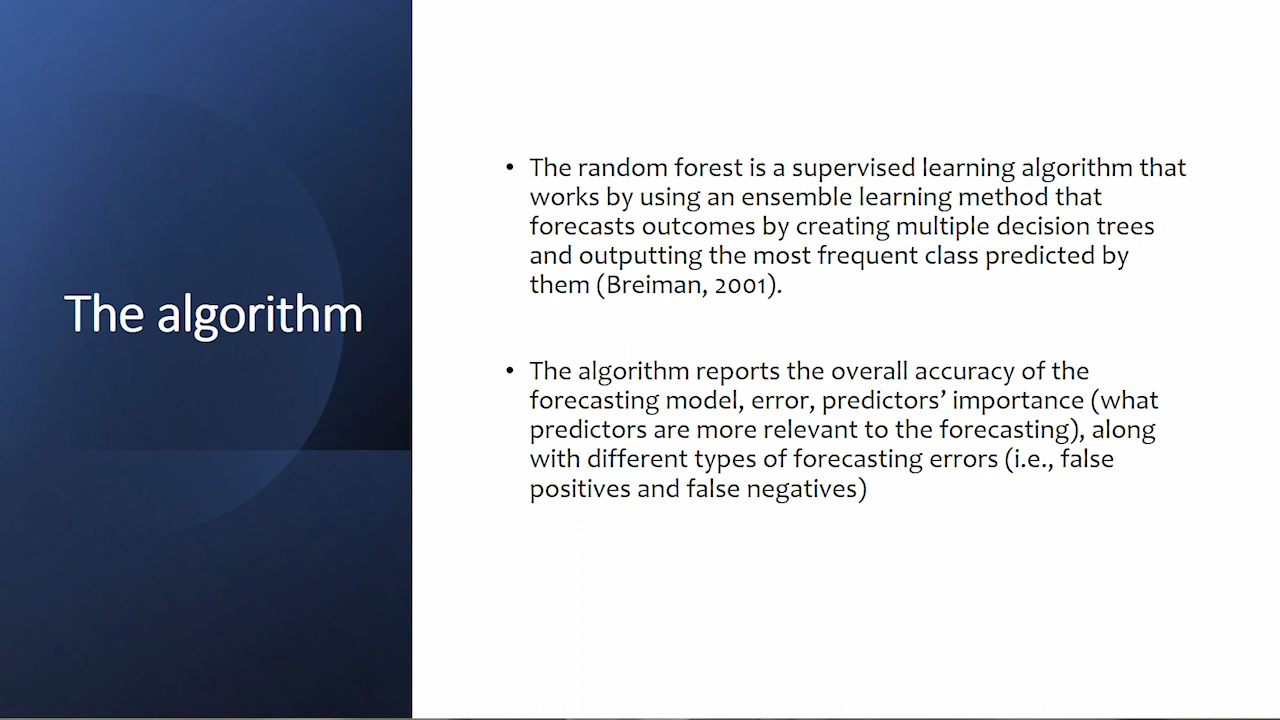 The algorithm
• The random forest is a supervised learning algorithm that
works by using an ensemble learning method that
forecasts outcomes by creating multiple decision trees
and outputting the most frequent class predicted by
them (Breiman, 2001).
• The algorithm reports the overall accuracy of the
forecasting model, error, predictors’ importance (what
predictors are more relevant to the forecasting), along
with different types of forecasting errors (i.e., false
positives and false negatives)